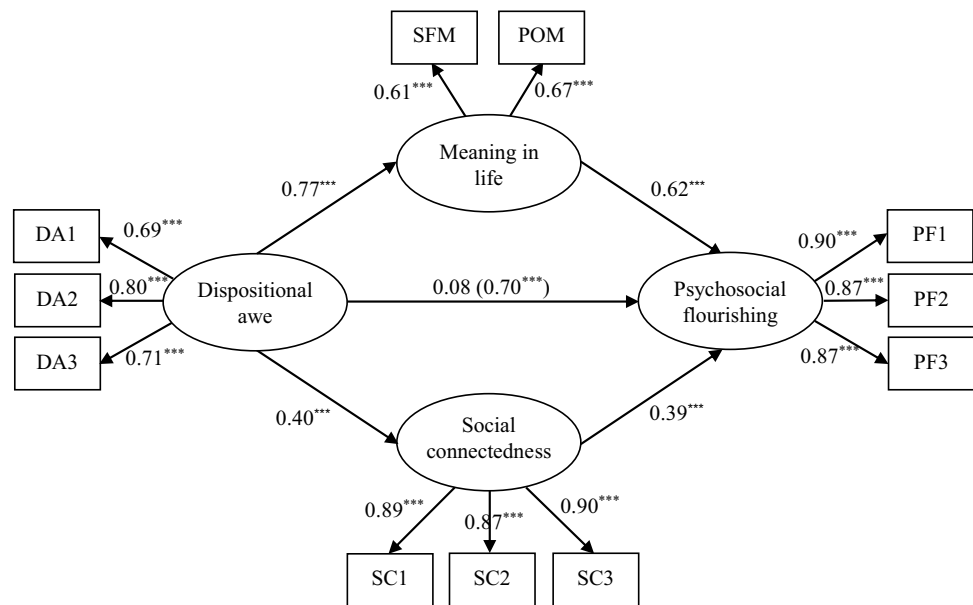 SFM
POM
0.61***
0.67***
Meaning in
life
0.77***
0.62***
DA1
0.69***
0.90***
PF1
DA2
0.80***
Dispositional
awe
0.08 (0.70***)
Psychosocial
flourishing
0.87***
PF2
DA3
0.71***
0.87***
PF3
0.40***
0.39***
Social
connectedness
0.89***
0.87***
0.90***
SC1
SC2
SC3